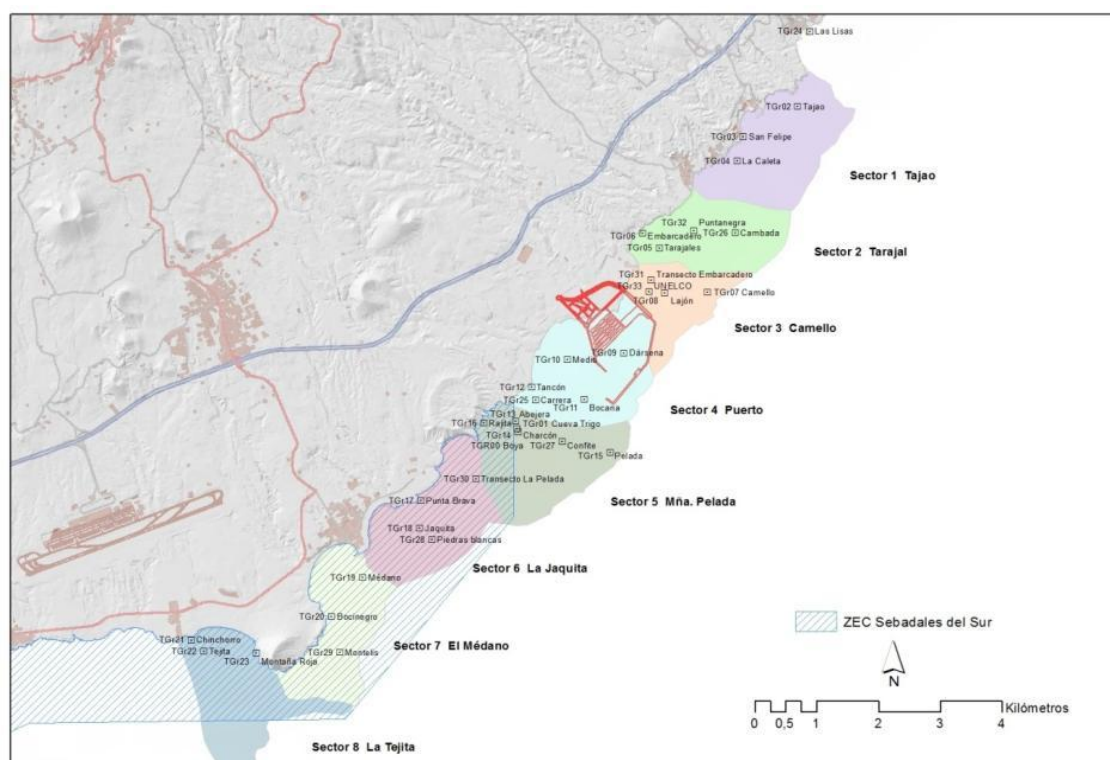 TGr24 Las Lisas
TGr02 Tajao
TGr03 San Felipe
TGr04 La Caleta
Sector 1 Tajao
TGr32 Puntanegra
TGr06 Embarcadero
TGr26 Cambada
TGr05 Tarajales
Sector 2 Tarajal
TGr31 Transecto Embarcadero
TGr33 UNELCO
TGr08 Lajón
TGr07 Camello
Sector 3 Camello
TGr09 Dársena
TGr10 Medio
TGr12 Tancón
TGr25 Carrera
TGr11 Bocana
Sector 4 Puerto
TGr13 Abejera
TGr16 Rajita
TGr01 Cueva Trigo
TGr14 Charcón
TGR00 Boya
TGr27 Confite
TGr15 Pelada
Sector 5 Mña. Pelada
TGr30 Transecto La Pelada
TGr17 Punta Brava
TGr18 Jaquita
TGr28 Piedras blancas
Sector 6 La Jaquita
TGr19 Médano
TGr20 Bocinegro
TGr29 Montelis
Sector 7 El Médano
TGr21 Chinchorro
TGr22 Tejita
TGr23 Montaña Roja
Sector 8 La Tejita
ZEC Sebadales del Sur
N
Kilómetros
0 0,5 1 2 3 4